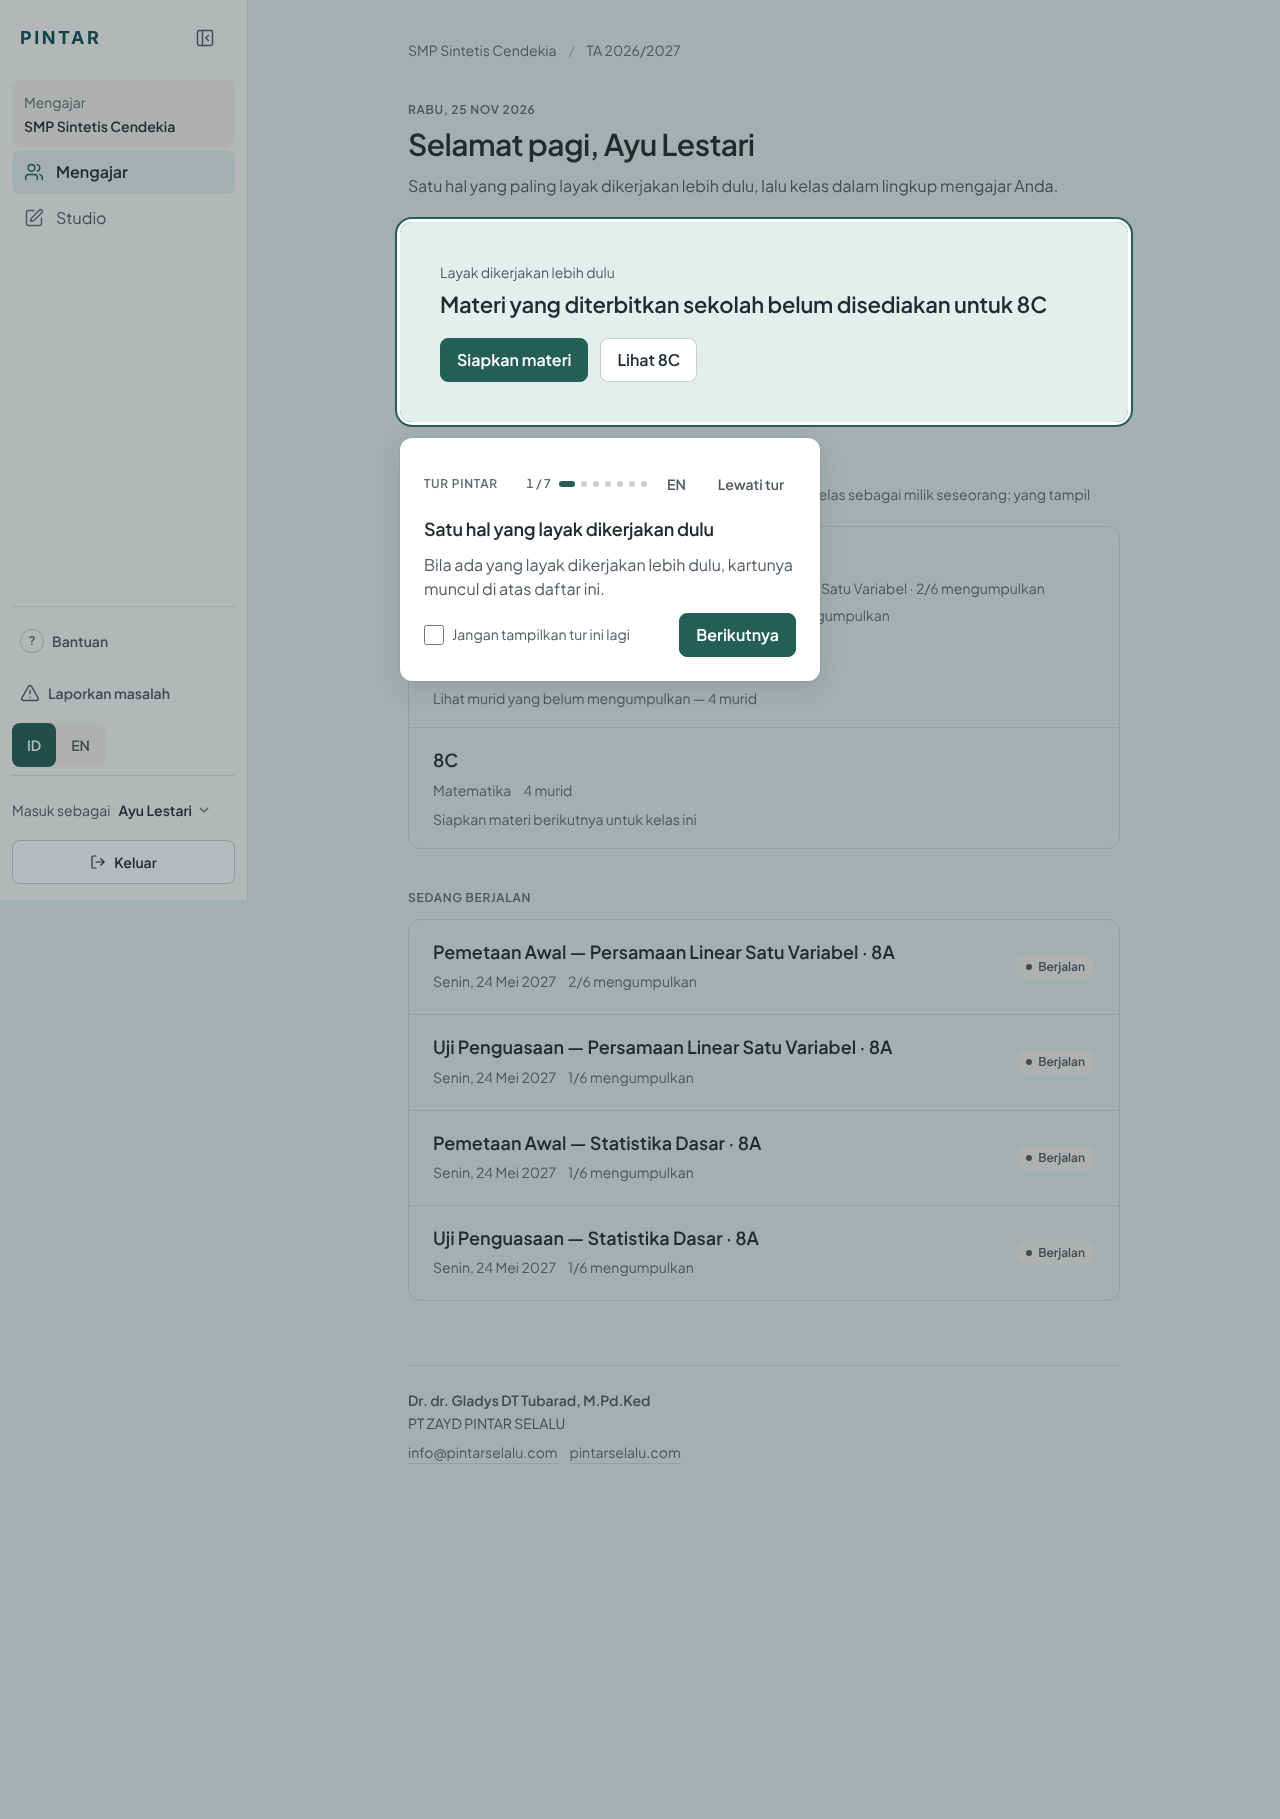 PINTAR
Mengajar
SMP Sintetis Cendekia
Mengajar
Studio
? Bantuan
Laporkan masalah
ID EN
Masuk sebagai Ayu Lestari
Keluar
SMP Sintetis Cendekia / TA 2026/2027
RABU, 25 NOV 2026
Selamat pagi, Ayu Lestari
Satu hal yang paling layak dikerjakan lebih dulu, lalu kelas dalam lingkup mengajar Anda.
Layak dikerjakan lebih dulu
Materi yang diterbitkan sekolah belum disediakan untuk 8C
Siapkan materi Lihat 8C
TUR PINTAR 1/7 EN Lewati tur
Satu hal yang layak dikerjakan dulu
Bila ada yang layak dikerjakan lebih dulu, kartunya
muncul di atas daftar ini.
Jangan tampilkan tur ini lagi Berikutnya
sebagai milik seseorang; yang tampil
Satu Variabel · 2/6 mengumpulkan
Lihat murid yang belum mengumpulkan — 4 murid
8C
Matematika 4 murid
Siapkan materi berikutnya untuk kelas ini
SEDANG BERJALAN
Pemetaan Awal — Persamaan Linear Satu Variabel · 8A
Senin, 24 Mei 2027 2/6 mengumpulkan
Berjalan
Uji Penguasaan — Persamaan Linear Satu Variabel · 8A
Senin, 24 Mei 2027 1/6 mengumpulkan
Berjalan
Pemetaan Awal — Statistika Dasar · 8A
Senin, 24 Mei 2027 1/6 mengumpulkan
Berjalan
Uji Penguasaan — Statistika Dasar · 8A
Senin, 24 Mei 2027 1/6 mengumpulkan
Berjalan
Dr. dr. Gladys DT Tubarad, M.Pd.Ked
PT ZAYD PINTAR SELALU
info@pintarselalu.com pintarselalu.com